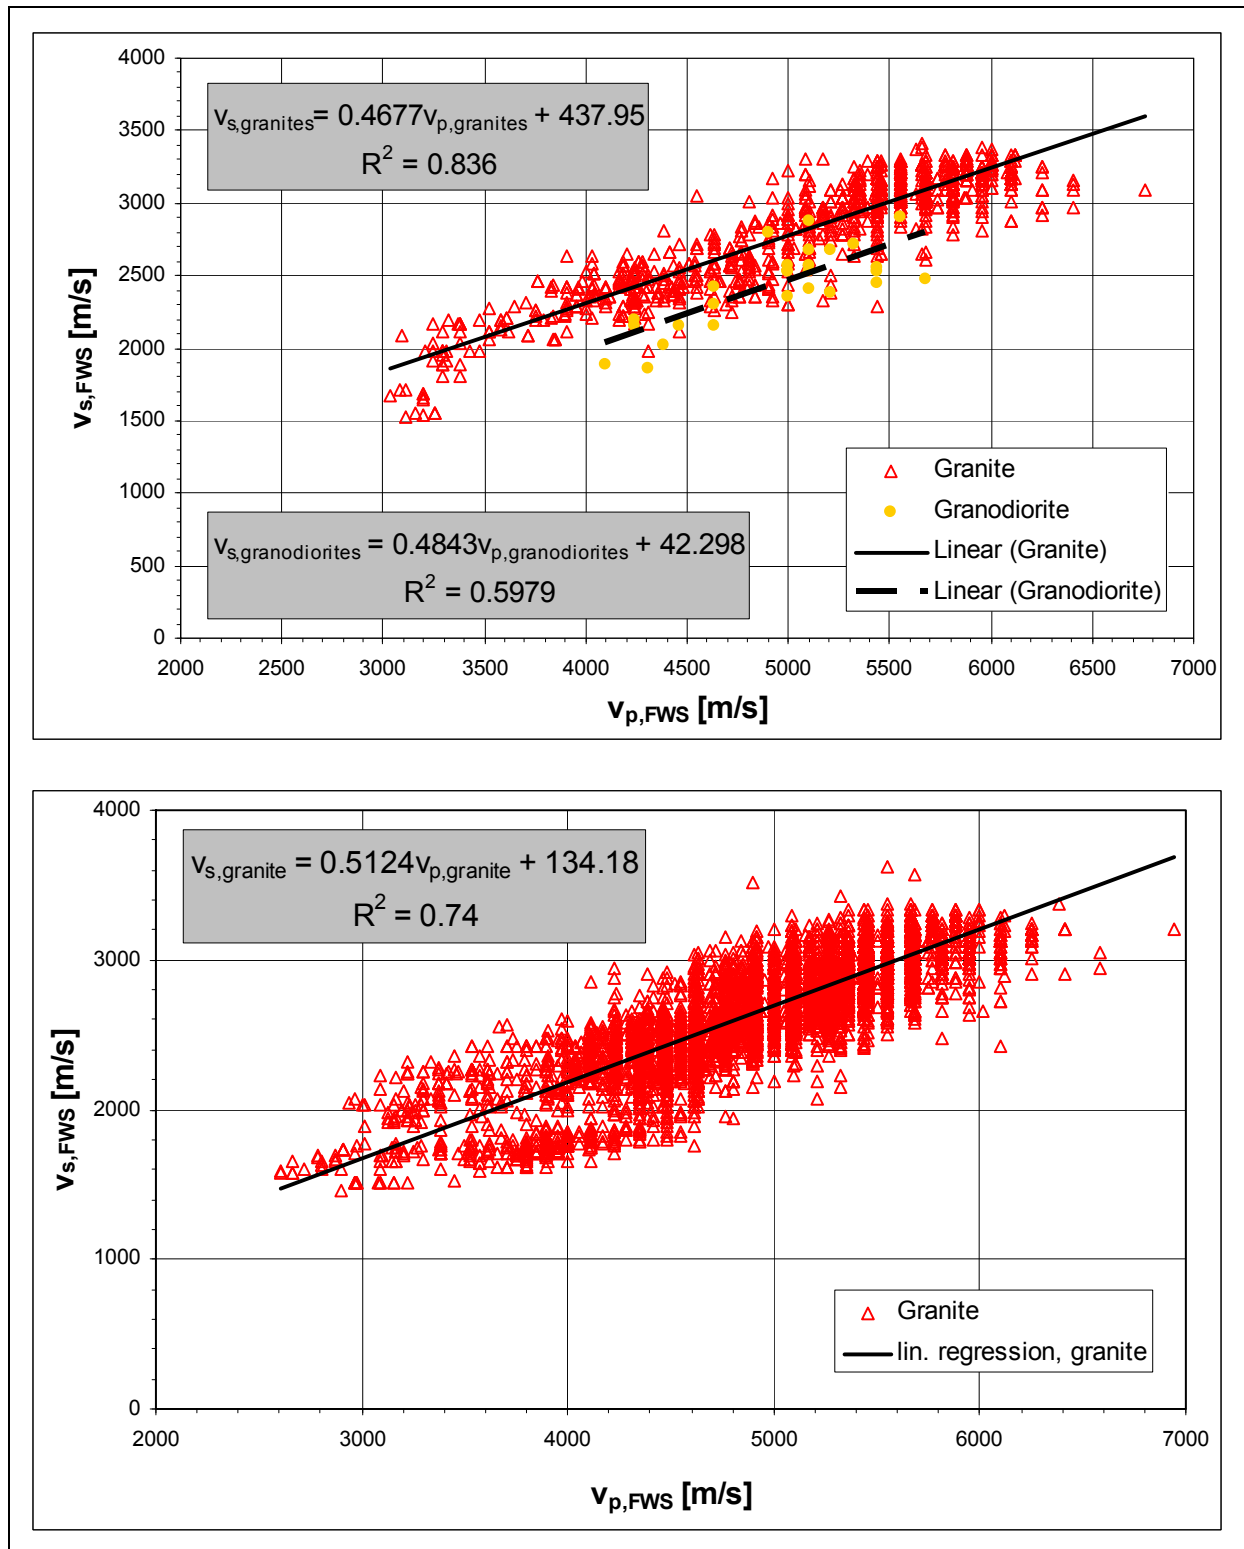 4000
3500
3000
2500
2000
1500
1000
500
0
v_s,FWS [m/s]
v_s,granites = 0.4677v_p,granites + 437.95
R² = 0.836
v_s,granodiorites = 0.4843v_p,granodiorites + 42.298
R² = 0.5979
Granite
Granodiorite
Linear (Granite)
Linear (Granodiorite)
2000 2500 3000 3500 4000 4500 5000 5500 6000 6500 7000
v_p,FWS [m/s]
4000
3000
2000
1000
0
v_s,FWS [m/s]
v_s,granite = 0.5124v_p,granite + 134.18
R² = 0.74
Granite
lin. regression, granite
2000 3000 4000 5000 6000 7000
v_p,FWS [m/s]